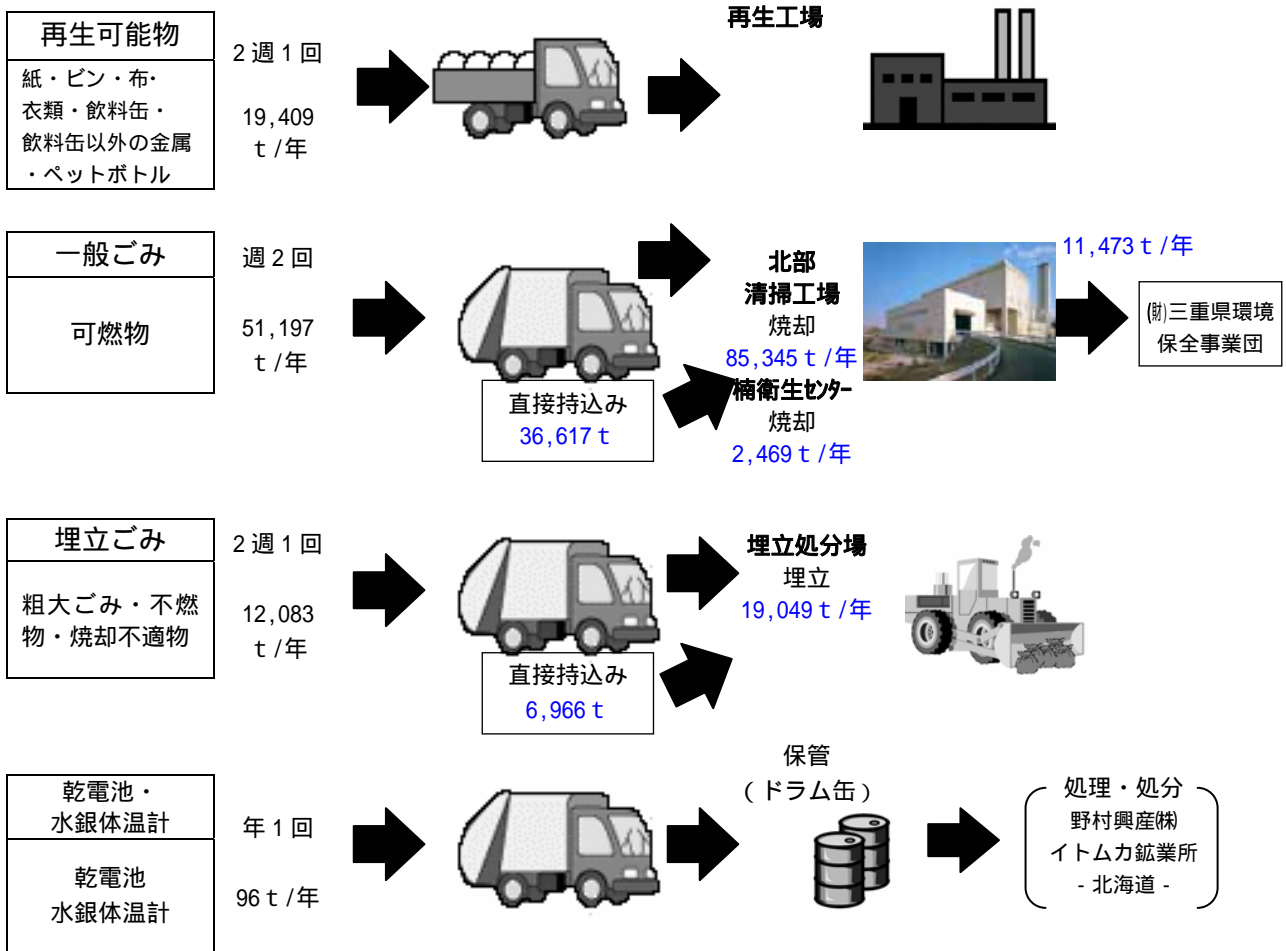 再生可能物
紙・ビン・布・
衣類・飲料缶・
飲料缶以外の金属
・ペットボトル
2週1回
19,409
t/年
再生工場
一般ごみ
可燃物
週2回
51,197
t/年
直接持込み
36,617t
北部
清掃工場
焼却
85,345t/年
楠衛生センター
焼却
2,469t/年
11,473t/年
㈶三重県環境
保全事業団
埋立ごみ
粗大ごみ・不燃
物・焼却不適物
2週1回
12,083
t/年
直接持込み
6,966t
埋立処分場
埋立
19,049t/年
乾電池・
水銀体温計
乾電池
水銀体温計
年1回
96t/年
保管
(ドラム缶)
処理・処分
野村興産㈱
イトムカ鉱業所
-北海道-